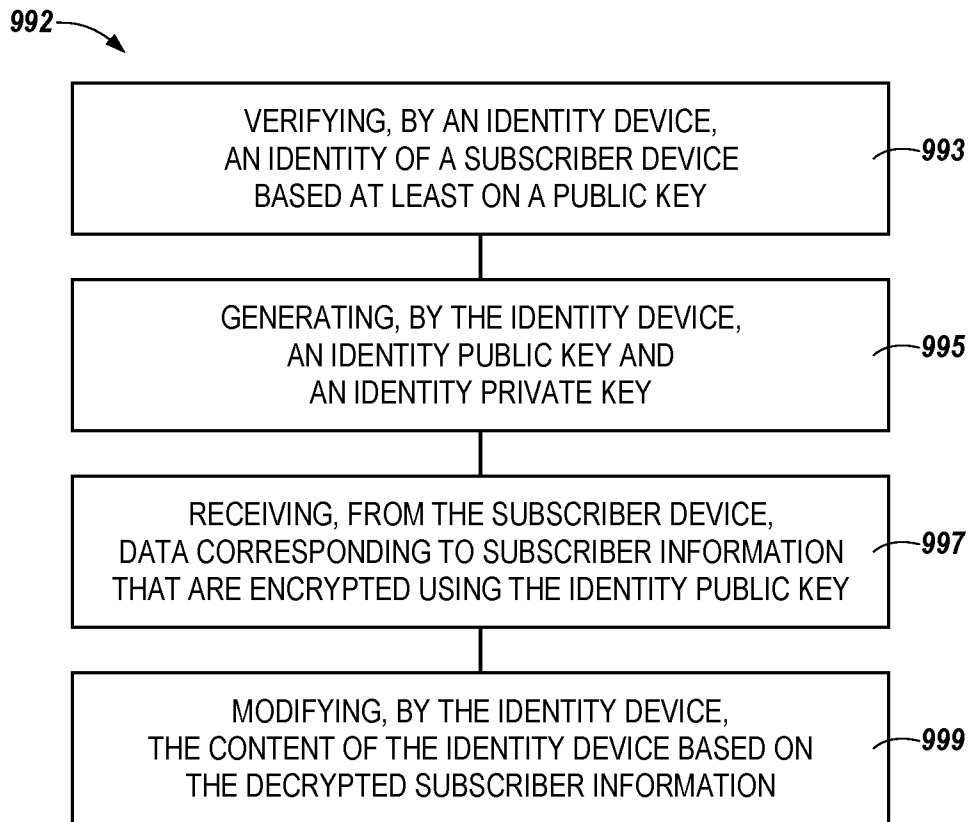 992
VERIFYING, BY AN IDENTITY DEVICE,
AN IDENTITY OF A SUBSCRIBER DEVICE
BASED AT LEAST ON A PUBLIC KEY
993
GENERATING, BY THE IDENTITY DEVICE,
AN IDENTITY PUBLIC KEY AND
AN IDENTITY PRIVATE KEY
995
RECEIVING, FROM THE SUBSCRIBER DEVICE,
DATA CORRESPONDING TO SUBSCRIBER INFORMATION
THAT ARE ENCRYPTED USING THE IDENTITY PUBLIC KEY
997
MODIFYING, BY THE IDENTITY DEVICE,
THE CONTENT OF THE IDENTITY DEVICE BASED ON
THE DECRYPTED SUBSCRIBER INFORMATION
999